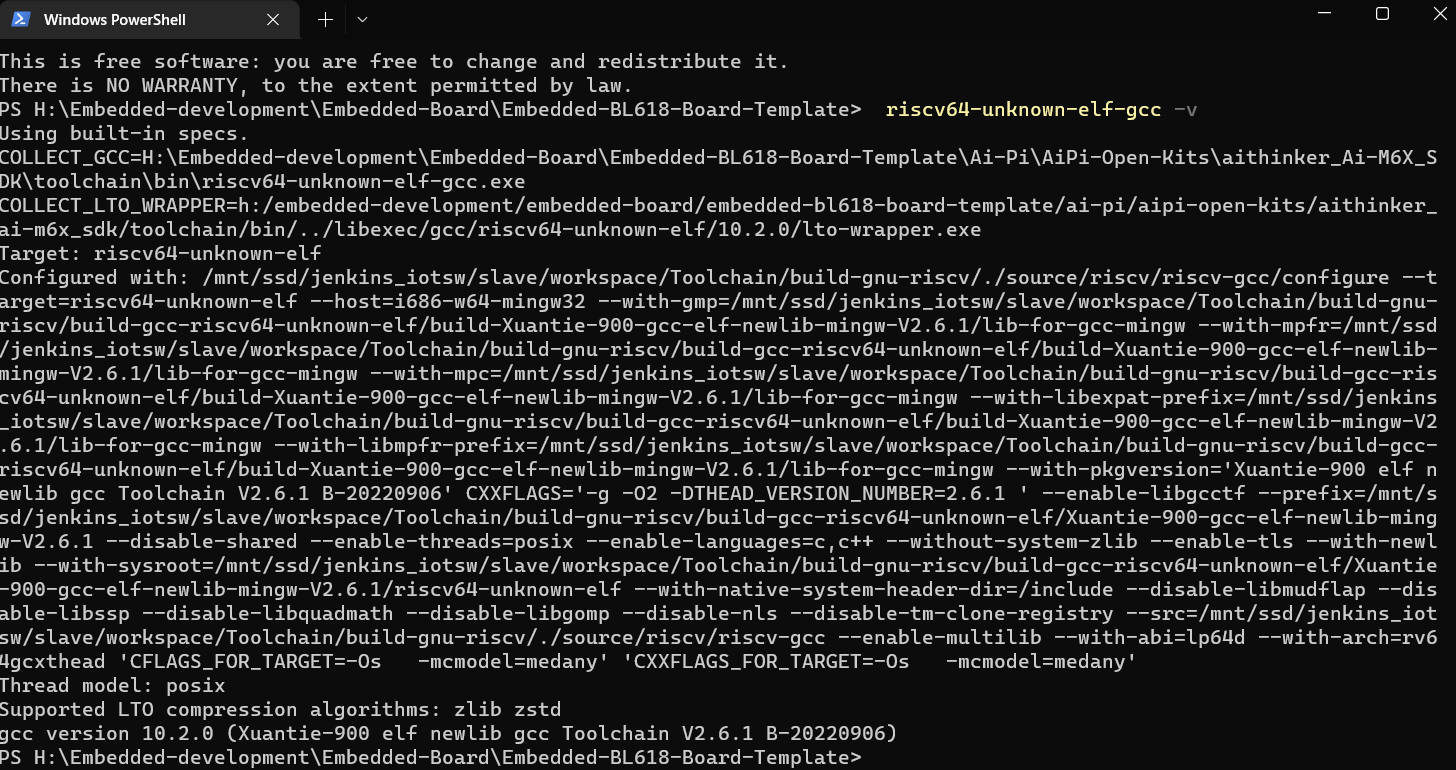 Windows PowerShell
This is free software: you are free to change and redistribute it.
There is NO WARRANTY, to the extent permitted by law.
PS H:\Embedded-development\Embedded-Board\Embedded-BL618-Board-Template>  riscv64-unknown-elf-gcc -v
Using built-in specs.
COLLECT_GCC=H:\Embedded-development\Embedded-Board\Embedded-BL618-Board-Template\Ai-Pi\AiPi-Open-Kits\aithinker_Ai-M6X_S
DK\toolchain\bin\riscv64-unknown-elf-gcc.exe
COLLECT_LTO_WRAPPER=h:/embedded-development/embedded-board/embedded-bl618-board-template/ai-pi/aipi-open-kits/aithinker_
ai-m6x_sdk/toolchain/bin/../libexec/gcc/riscv64-unknown-elf/10.2.0/lto-wrapper.exe
Target: riscv64-unknown-elf
Configured with: /mnt/ssd/jenkins_iotsw/slave/workspace/Toolchain/build-gnu-riscv/./source/riscv/riscv-gcc/configure --t
arget=riscv64-unknown-elf --host=i686-w64-mingw32 --with-gmp=/mnt/ssd/jenkins_iotsw/slave/workspace/Toolchain/build-gnu-
riscv/build-gcc-riscv64-unknown-elf/build-Xuantie-900-gcc-elf-newlib-mingw-V2.6.1/lib-for-gcc-mingw --with-mpfr=/mnt/ssd
/jenkins_iotsw/slave/workspace/Toolchain/build-gnu-riscv/build-gcc-riscv64-unknown-elf/build-Xuantie-900-gcc-elf-newlib-
mingw-V2.6.1/lib-for-gcc-mingw --with-mpc=/mnt/ssd/jenkins_iotsw/slave/workspace/Toolchain/build-gnu-riscv/build-gcc-ris
cv64-unknown-elf/build-Xuantie-900-gcc-elf-newlib-mingw-V2.6.1/lib-for-gcc-mingw --with-libexpat-prefix=/mnt/ssd/jenkins
_iotsw/slave/workspace/Toolchain/build-gnu-riscv/build-gcc-riscv64-unknown-elf/build-Xuantie-900-gcc-elf-newlib-mingw-V2
.6.1/lib-for-gcc-mingw --with-libmpfr-prefix=/mnt/ssd/jenkins_iotsw/slave/workspace/Toolchain/build-gnu-riscv/build-gcc-
riscv64-unknown-elf/build-Xuantie-900-gcc-elf-newlib-mingw-V2.6.1/lib-for-gcc-mingw --with-pkgversion='Xuantie-900 elf n
ewlib gcc Toolchain V2.6.1 B-20220906' CXXFLAGS='-g -O2 -DTHEAD_VERSION_NUMBER=2.6.1 ' --enable-libgcctf --prefix=/mnt/s
sd/jenkins_iotsw/slave/workspace/Toolchain/build-gnu-riscv/build-gcc-riscv64-unknown-elf/Xuantie-900-gcc-elf-newlib-ming
w-V2.6.1 --disable-shared --enable-threads=posix --enable-languages=c,c++ --without-system-zlib --enable-tls --with-newl
ib --with-sysroot=/mnt/ssd/jenkins_iotsw/slave/workspace/Toolchain/build-gnu-riscv/build-gcc-riscv64-unknown-elf/Xuantie
-900-gcc-elf-newlib-mingw-V2.6.1/riscv64-unknown-elf --with-native-system-header-dir=/include --disable-libmudflap --dis
able-libssp --disable-libquadmath --disable-libgomp --disable-nls --disable-tm-clone-registry --src=/mnt/ssd/jenkins_iot
sw/slave/workspace/Toolchain/build-gnu-riscv/./source/riscv/riscv-gcc --enable-multilib --with-abi=lp64d --with-arch=rv6
4gcxthead 'CFLAGS_FOR_TARGET=-Os   -mcmodel=medany' 'CXXFLAGS_FOR_TARGET=-Os   -mcmodel=medany'
Thread model: posix
Supported LTO compression algorithms: zlib zstd
gcc version 10.2.0 (Xuantie-900 elf newlib gcc Toolchain V2.6.1 B-20220906)
PS H:\Embedded-development\Embedded-Board\Embedded-BL618-Board-Template>